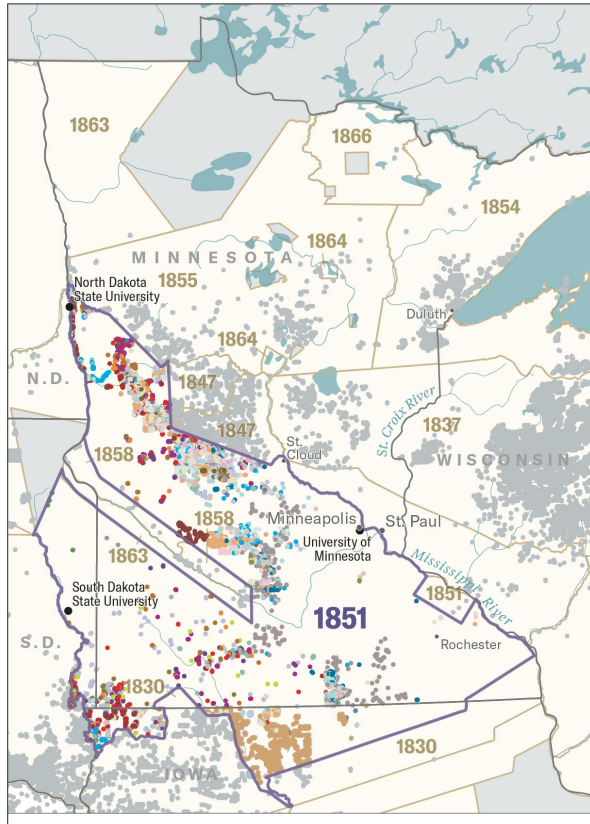 1863
1866
1854
1864
MINNESOTA
1855
North Dakota
State University
Duluth
1864
N.D.
1847
St. Croix River
1837
1847
St.
Cloud
1858
WISCONSIN
1858
Minneapolis
St. Paul
University of
Minnesota
1863
Mississippi River
1851
South Dakota
State University
1851
Rochester
S.D.
1830
1830
IOWA